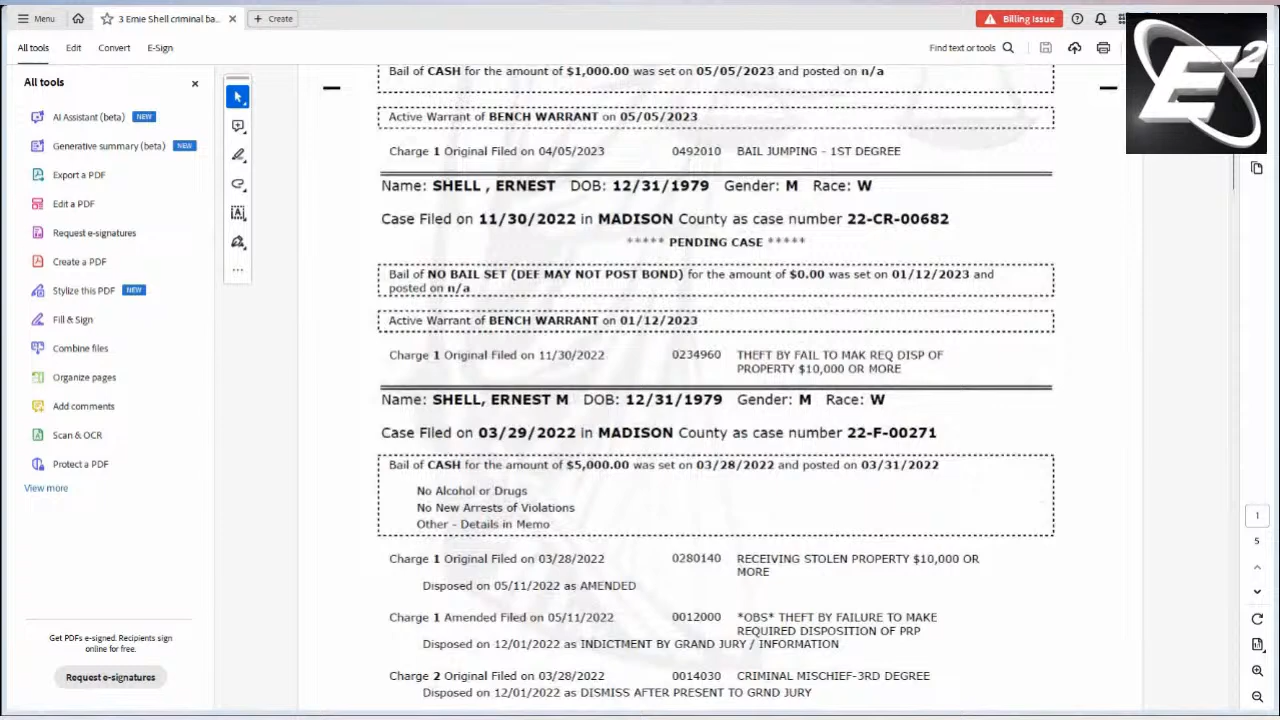 Menu
3 Ernie Shell criminal ba...
Create
Billing Issue
All tools
Edit
Convert
E-Sign
Find text or tools
E2
All tools
AI Assistant (beta) NEW
Generative summary (beta) NEW
Export a PDF
Edit a PDF
Request e-signatures
Create a PDF
Stylize this PDF NEW
Fill & Sign
Combine files
Organize pages
Add comments
Scan & OCR
Protect a PDF
View more
Get PDFs e-signed. Recipients sign
online for free.
Request e-signatures
Bail of CASH for the amount of $1,000.00 was set on 05/05/2023 and posted on n/a
Active Warrant of BENCH WARRANT on 05/05/2023
Charge 1 Original Filed on 04/05/2023 0492010 BAIL JUMPING - 1ST DEGREE
Name: SHELL , ERNEST DOB: 12/31/1979 Gender: M Race: W
Case Filed on 11/30/2022 in MADISON County as case number 22-CR-00682
***** PENDING CASE *****
Bail of NO BAIL SET (DEF MAY NOT POST BOND) for the amount of $0.00 was set on 01/12/2023 and
posted on n/a
Active Warrant of BENCH WARRANT on 01/12/2023
Charge 1 Original Filed on 11/30/2022 0234960 THEFT BY FAIL TO MAK REQ DISP OF
PROPERTY $10,000 OR MORE
Name: SHELL, ERNEST M DOB: 12/31/1979 Gender: M Race: W
Case Filed on 03/29/2022 in MADISON County as case number 22-F-00271
Bail of CASH for the amount of $5,000.00 was set on 03/28/2022 and posted on 03/31/2022
No Alcohol or Drugs
No New Arrests of Violations
Other - Details in Memo
Charge 1 Original Filed on 03/28/2022 0280140 RECEIVING STOLEN PROPERTY $10,000 OR
MORE
Disposed on 05/11/2022 as AMENDED
Charge 1 Amended Filed on 05/11/2022 0012000 *OBS* THEFT BY FAILURE TO MAKE
REQUIRED DISPOSITION OF PRP
Disposed on 12/01/2022 as INDICTMENT BY GRAND JURY / INFORMATION
Charge 2 Original Filed on 03/28/2022 0014030 CRIMINAL MISCHIEF-3RD DEGREE
Disposed on 12/01/2022 as DISMISS AFTER PRESENT TO GRND JURY
1
5